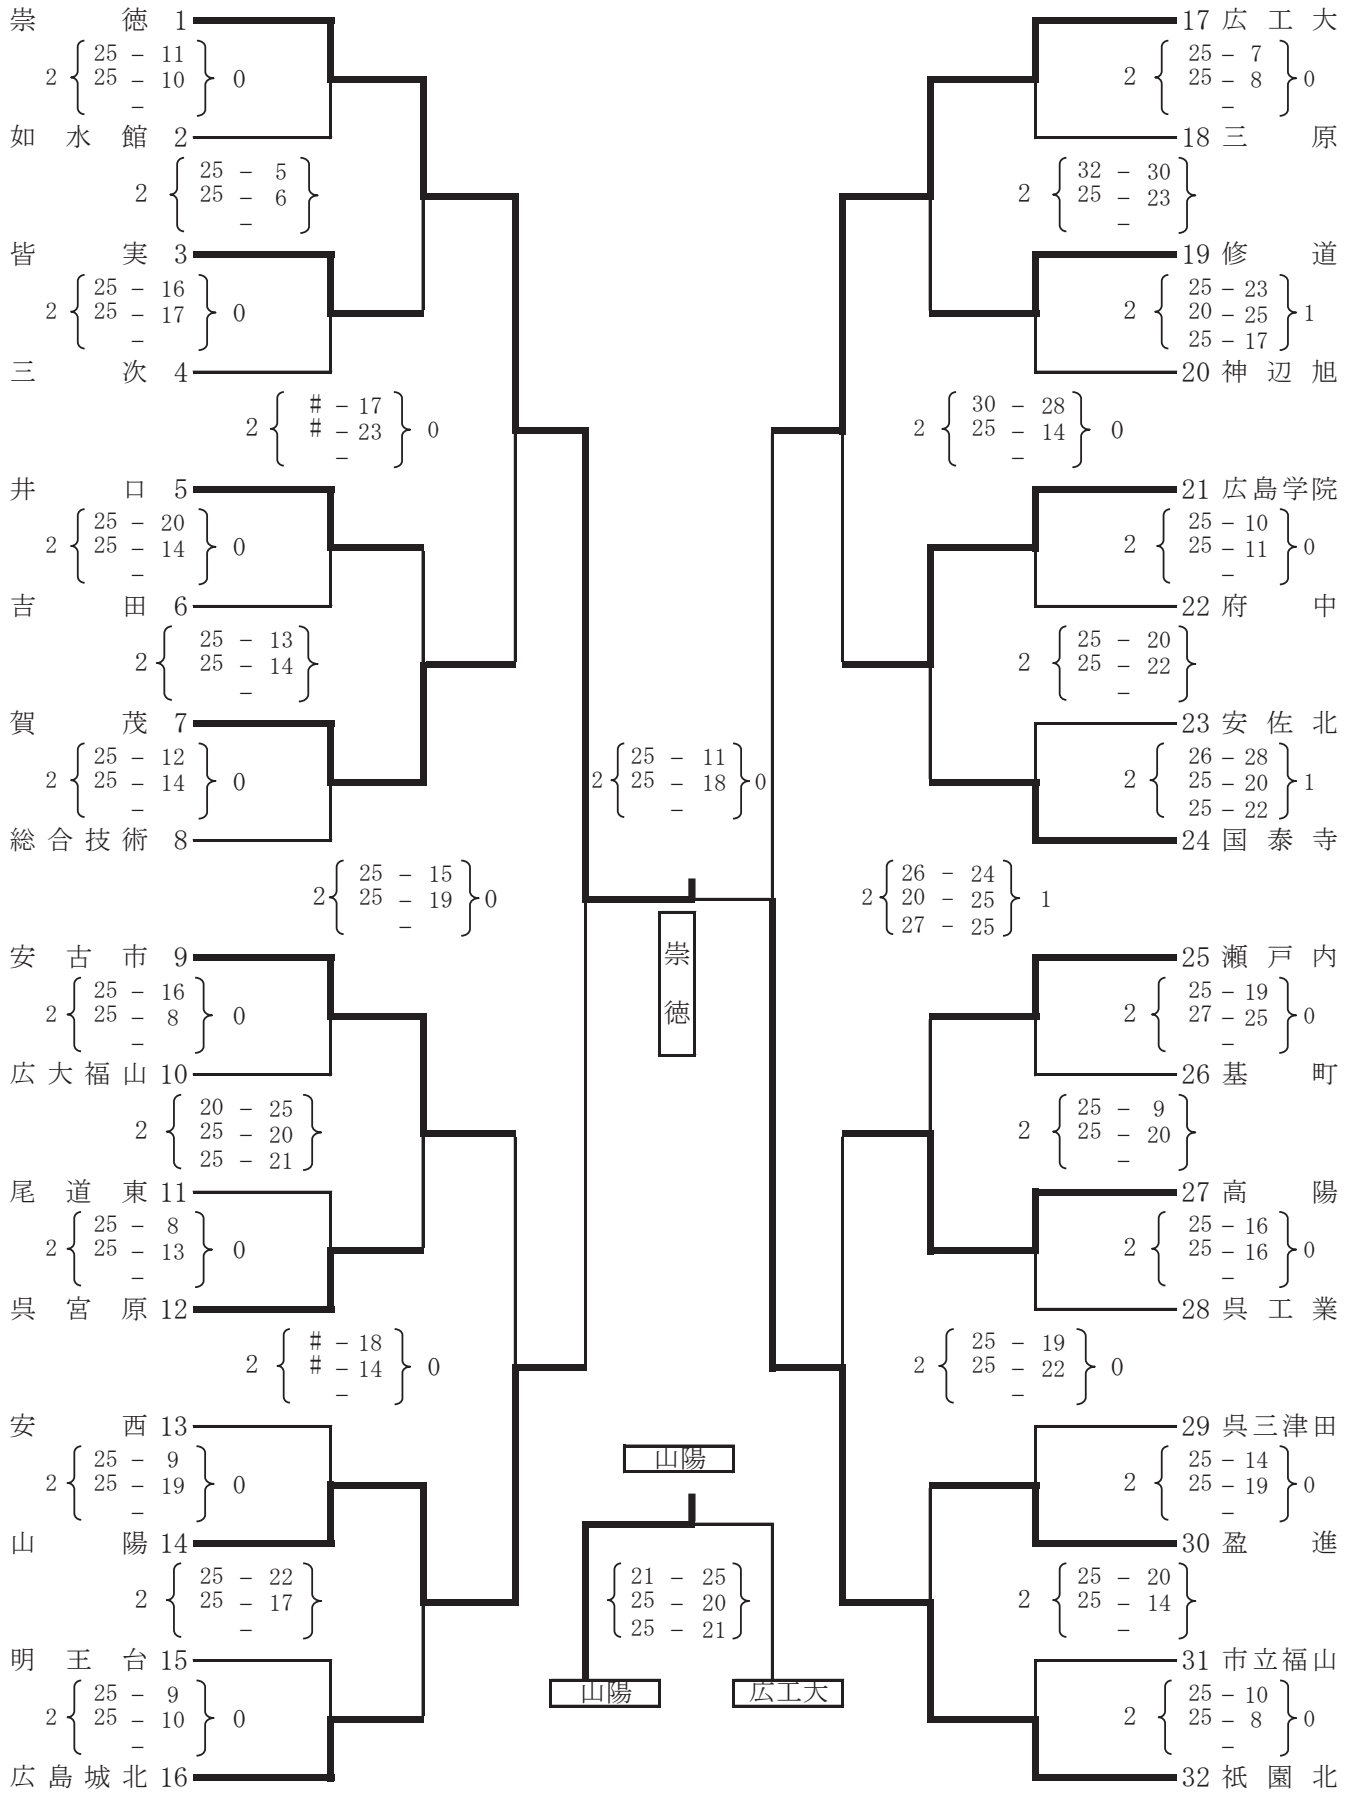 崇徳 1
2 { 25 − 11 } 0
25 − 10
−
如水館 2
2 { 25 − 5 }
25 − 6
−
皆実 3
2 { 25 − 16 } 0
25 − 17
−
三次 4
2 { # − 17 } 0
# − 23
−
井口 5
2 { 25 − 20 } 0
25 − 14
−
吉田 6
2 { 25 − 13 }
25 − 14
−
賀茂 7
2 { 25 − 12 } 0
25 − 14
−
総合技術 8
2 { 25 − 15 } 0
25 − 19
−
安古市 9
2 { 25 − 16 } 0
25 − 8
−
広大福山 10
2 { 20 − 25 }
25 − 20
25 − 21
尾道東 11
2 { 25 − 8 } 0
25 − 13
−
呉宮原 12
2 { # − 18 } 0
# − 14
−
安西 13
2 { 25 − 9 } 0
25 − 19
−
山陽 14
2 { 25 − 22 }
25 − 17
−
明王台 15
2 { 25 − 9 } 0
25 − 10
−
広島城北 16
2 { 25 − 11 } 0
25 − 18
−
崇徳
山陽
21 − 25
25 − 20
25 − 21
山陽
広工大
17 広工大
2 { 25 − 7 } 0
25 − 8
−
18 三原
2 { 32 − 30 }
25 − 23
−
19 修道
2 { 25 − 23 } 1
20 − 25
25 − 17
20 神辺旭
2 { 30 − 28 } 0
25 − 14
−
21 広島学院
2 { 25 − 10 } 0
25 − 11
−
22 府中
2 { 25 − 20 }
25 − 22
−
23 安佐北
2 { 26 − 28 } 1
25 − 20
25 − 22
24 国泰寺
2 { 26 − 24 } 1
20 − 25
27 − 25
25 瀬戸内
2 { 25 − 19 } 0
27 − 25
−
26 基町
2 { 25 − 9 }
25 − 20
−
27 高陽
2 { 25 − 16 } 0
25 − 16
−
28 呉工業
2 { 25 − 19 } 0
25 − 22
−
29 呉三津田
2 { 25 − 14 } 0
25 − 19
−
30 盈進
2 { 25 − 20 }
25 − 14
−
31 市立福山
2 { 25 − 10 } 0
25 − 8
−
32 祇園北